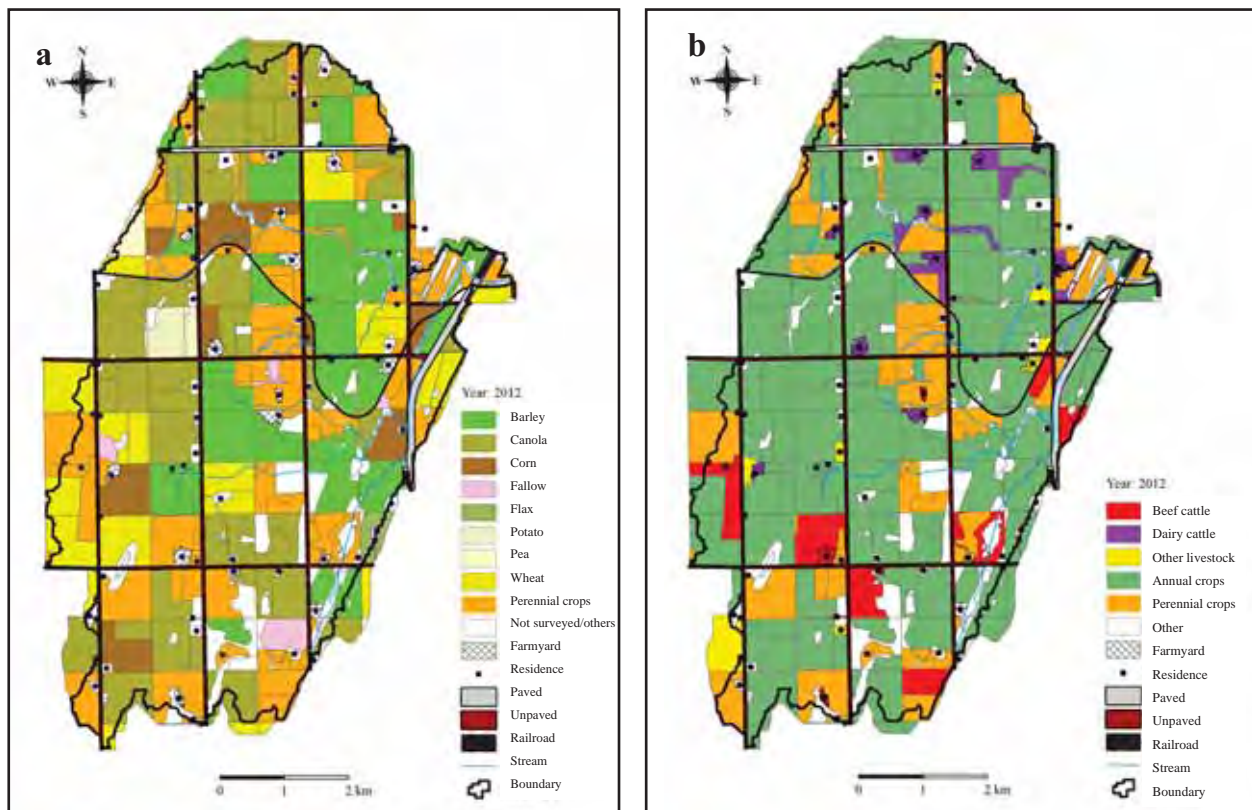 a
N
W E
S
Year 2012
Barley
Canola
Corn
Fallow
Flax
Potato
Pea
Wheat
Perennial crops
Not surveyed/others
Farmyard
Residence
Paved
Unpaved
Railroad
Stream
Boundary
0 1 2 km
b
N
W E
S
Year 2012
Beef cattle
Dairy cattle
Other livestock
Annual crops
Perennial crops
Other
Farmyard
Residence
Paved
Unpaved
Railroad
Stream
Boundary
0 1 2 km